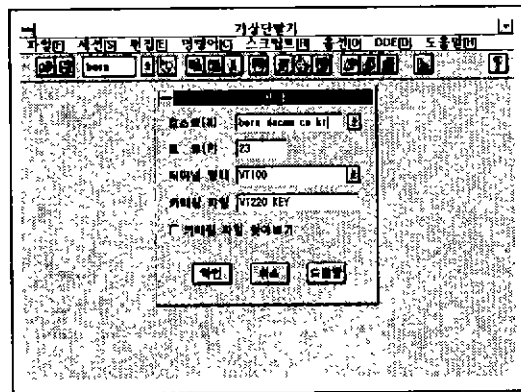 가상단말기
파일[F] 세션[S] 편집[E] 명령어[C] 스크립트[R] 옵션[O] DDE[D] 도움말[H]
born
호스트(H) born dacom co kr
포 트(P) 23
터미널 형태 VT100
키매핑 파일 VT220 KEY
키매핑 파일 찾아보기
확인 취소 도움말